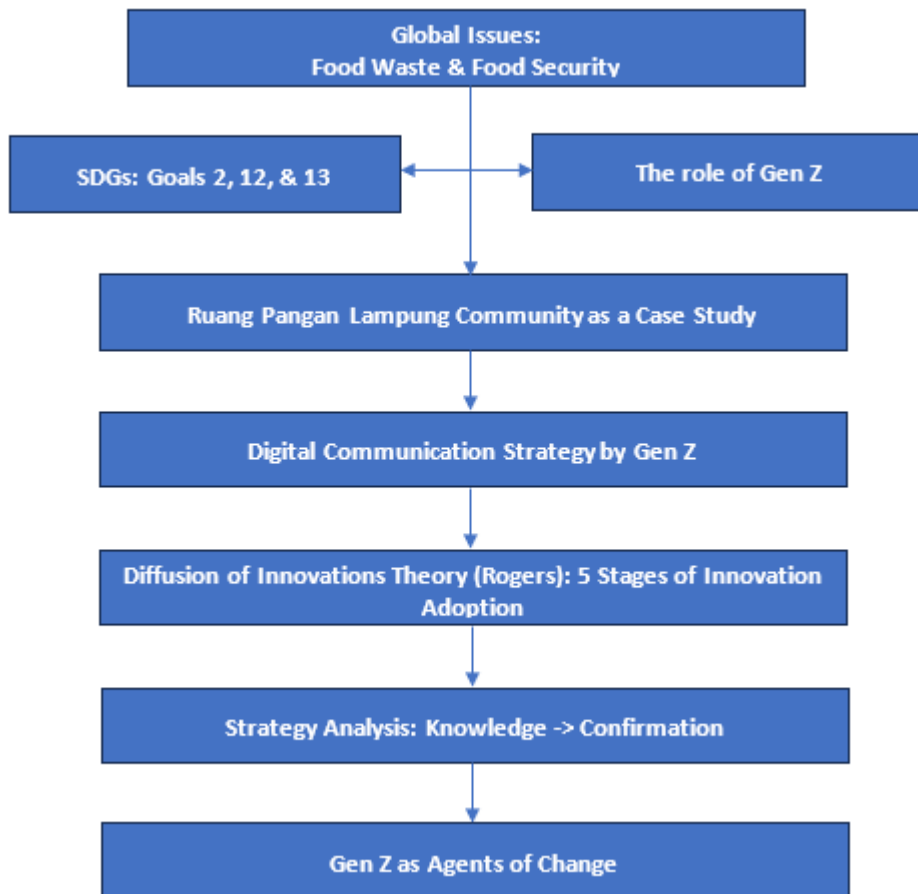 Global Issues:
Food Waste & Food Security
SDGs: Goals 2, 12, & 13
The role of Gen Z
Ruang Pangan Lampung Community as a Case Study
Digital Communication Strategy by Gen Z
Diffusion of Innovations Theory (Rogers): 5 Stages of Innovation
Adoption
Strategy Analysis: Knowledge -> Confirmation
Gen Z as Agents of Change